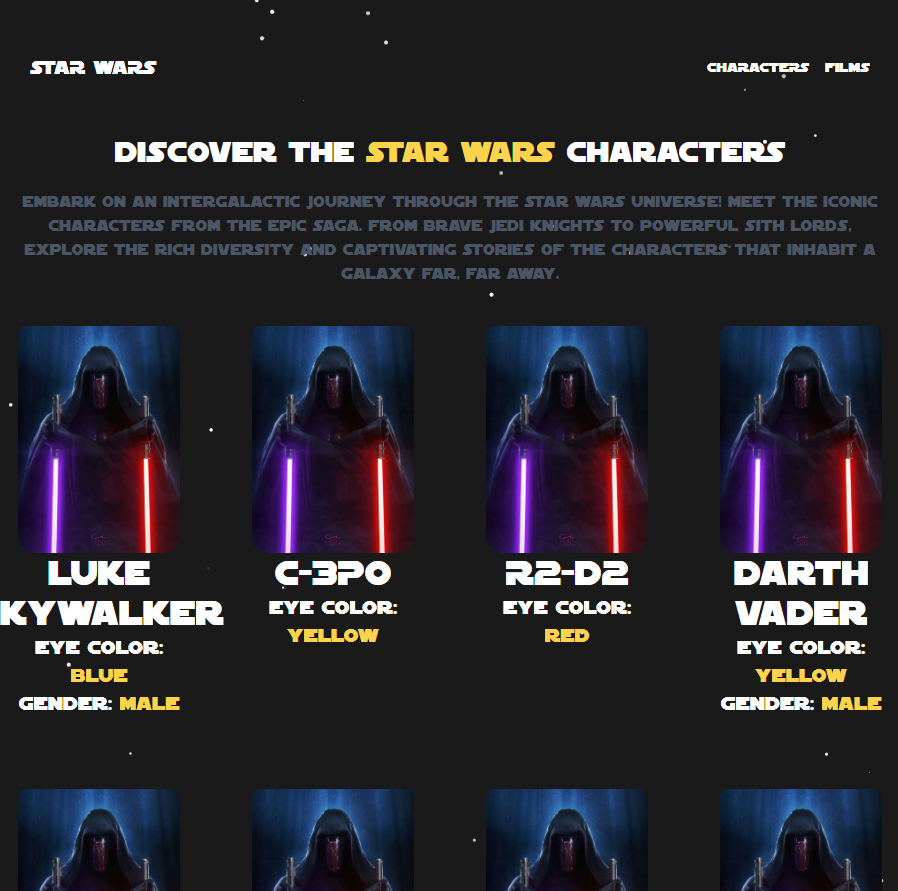 STAR WARS
CHARACTERS FILMS
DISCOVER THE STAR WARS CHARACTERS
EMBARK ON AN INTERGALACTIC JOURNEY THROUGH THE STAR WARS UNIVERSE! MEET THE ICONIC
CHARACTERS FROM THE EPIC SAGA. FROM BRAVE JEDI KNIGHTS TO POWERFUL SITH LORDS,
EXPLORE THE RICH DIVERSITY AND CAPTIVATING STORIES OF THE CHARACTERS THAT INHABIT A
GALAXY FAR, FAR AWAY.
LUKE
KYWALKER
EYE COLOR:
BLUE
GENDER: MALE
C-3PO
EYE COLOR:
YELLOW
R2-D2
EYE COLOR:
RED
DARTH
VADER
EYE COLOR:
YELLOW
GENDER: MALE